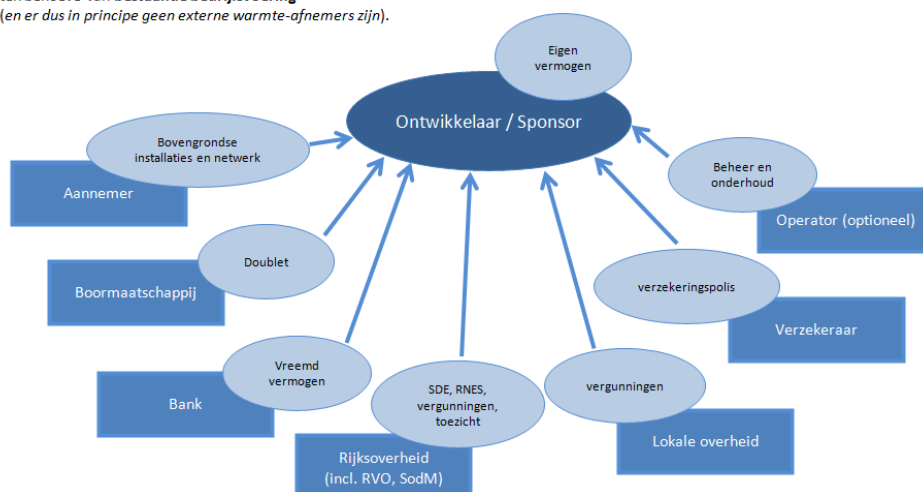 (en er dus in principe geen externe warmte-afnemers zijn).
Eigen
vermogen
Ontwikkelaar / Sponsor
Bovengrondse
installaties en netwerk
Aannemer
Beheer en
onderhoud
Operator (optioneel)
Doublet
Boormaatschappij
verzekeringspolis
Verzekeraar
Vreemd
vermogen
Bank
SDE, RNES,
vergunningen,
toezicht
Rijksoverheid
(incl. RVO, SodM)
vergunningen
Lokale overheid